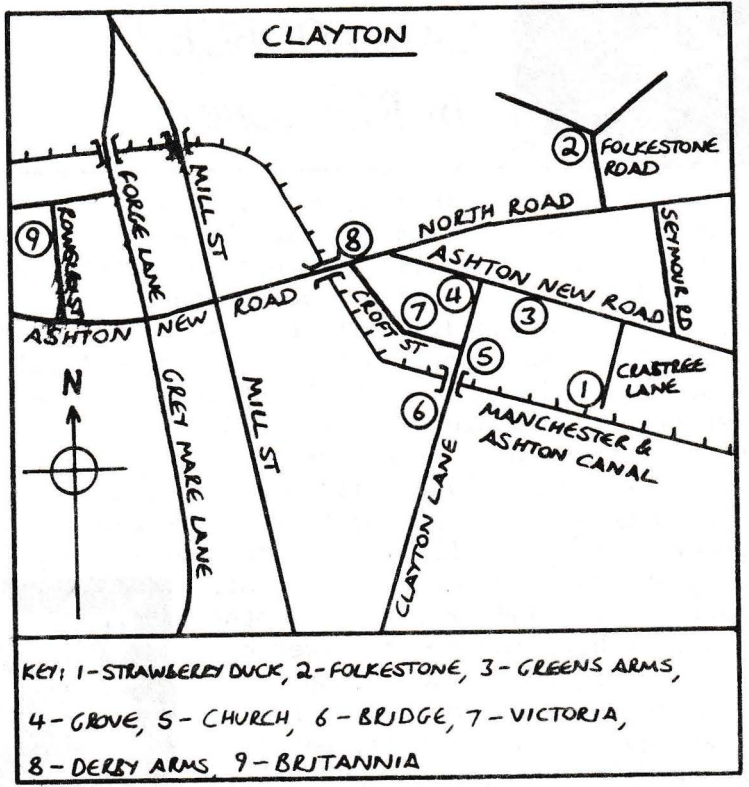 CLAYTON
2
FOLKESTONE
ROAD
FORGE LANE
MILL ST
NORTH ROAD
SEYMOUR RD
9
8
ASHTON NEW ROAD
4
3
7
CROFT ST
ASHTON NEW ROAD
5
CRABTREE
LANE
1
6
N
GREY MARE LANE
MILL ST
CLAYTON LANE
MANCHESTER &
ASHTON CANAL
KEY: 1-STRAWBERRY DUCK, 2-FOLKESTONE, 3-GREENS ARMS,
4-GROVE, 5-CHURCH, 6-BRIDGE, 7-VICTORIA,
8-DERBY ARMS, 9-BRITANNIA